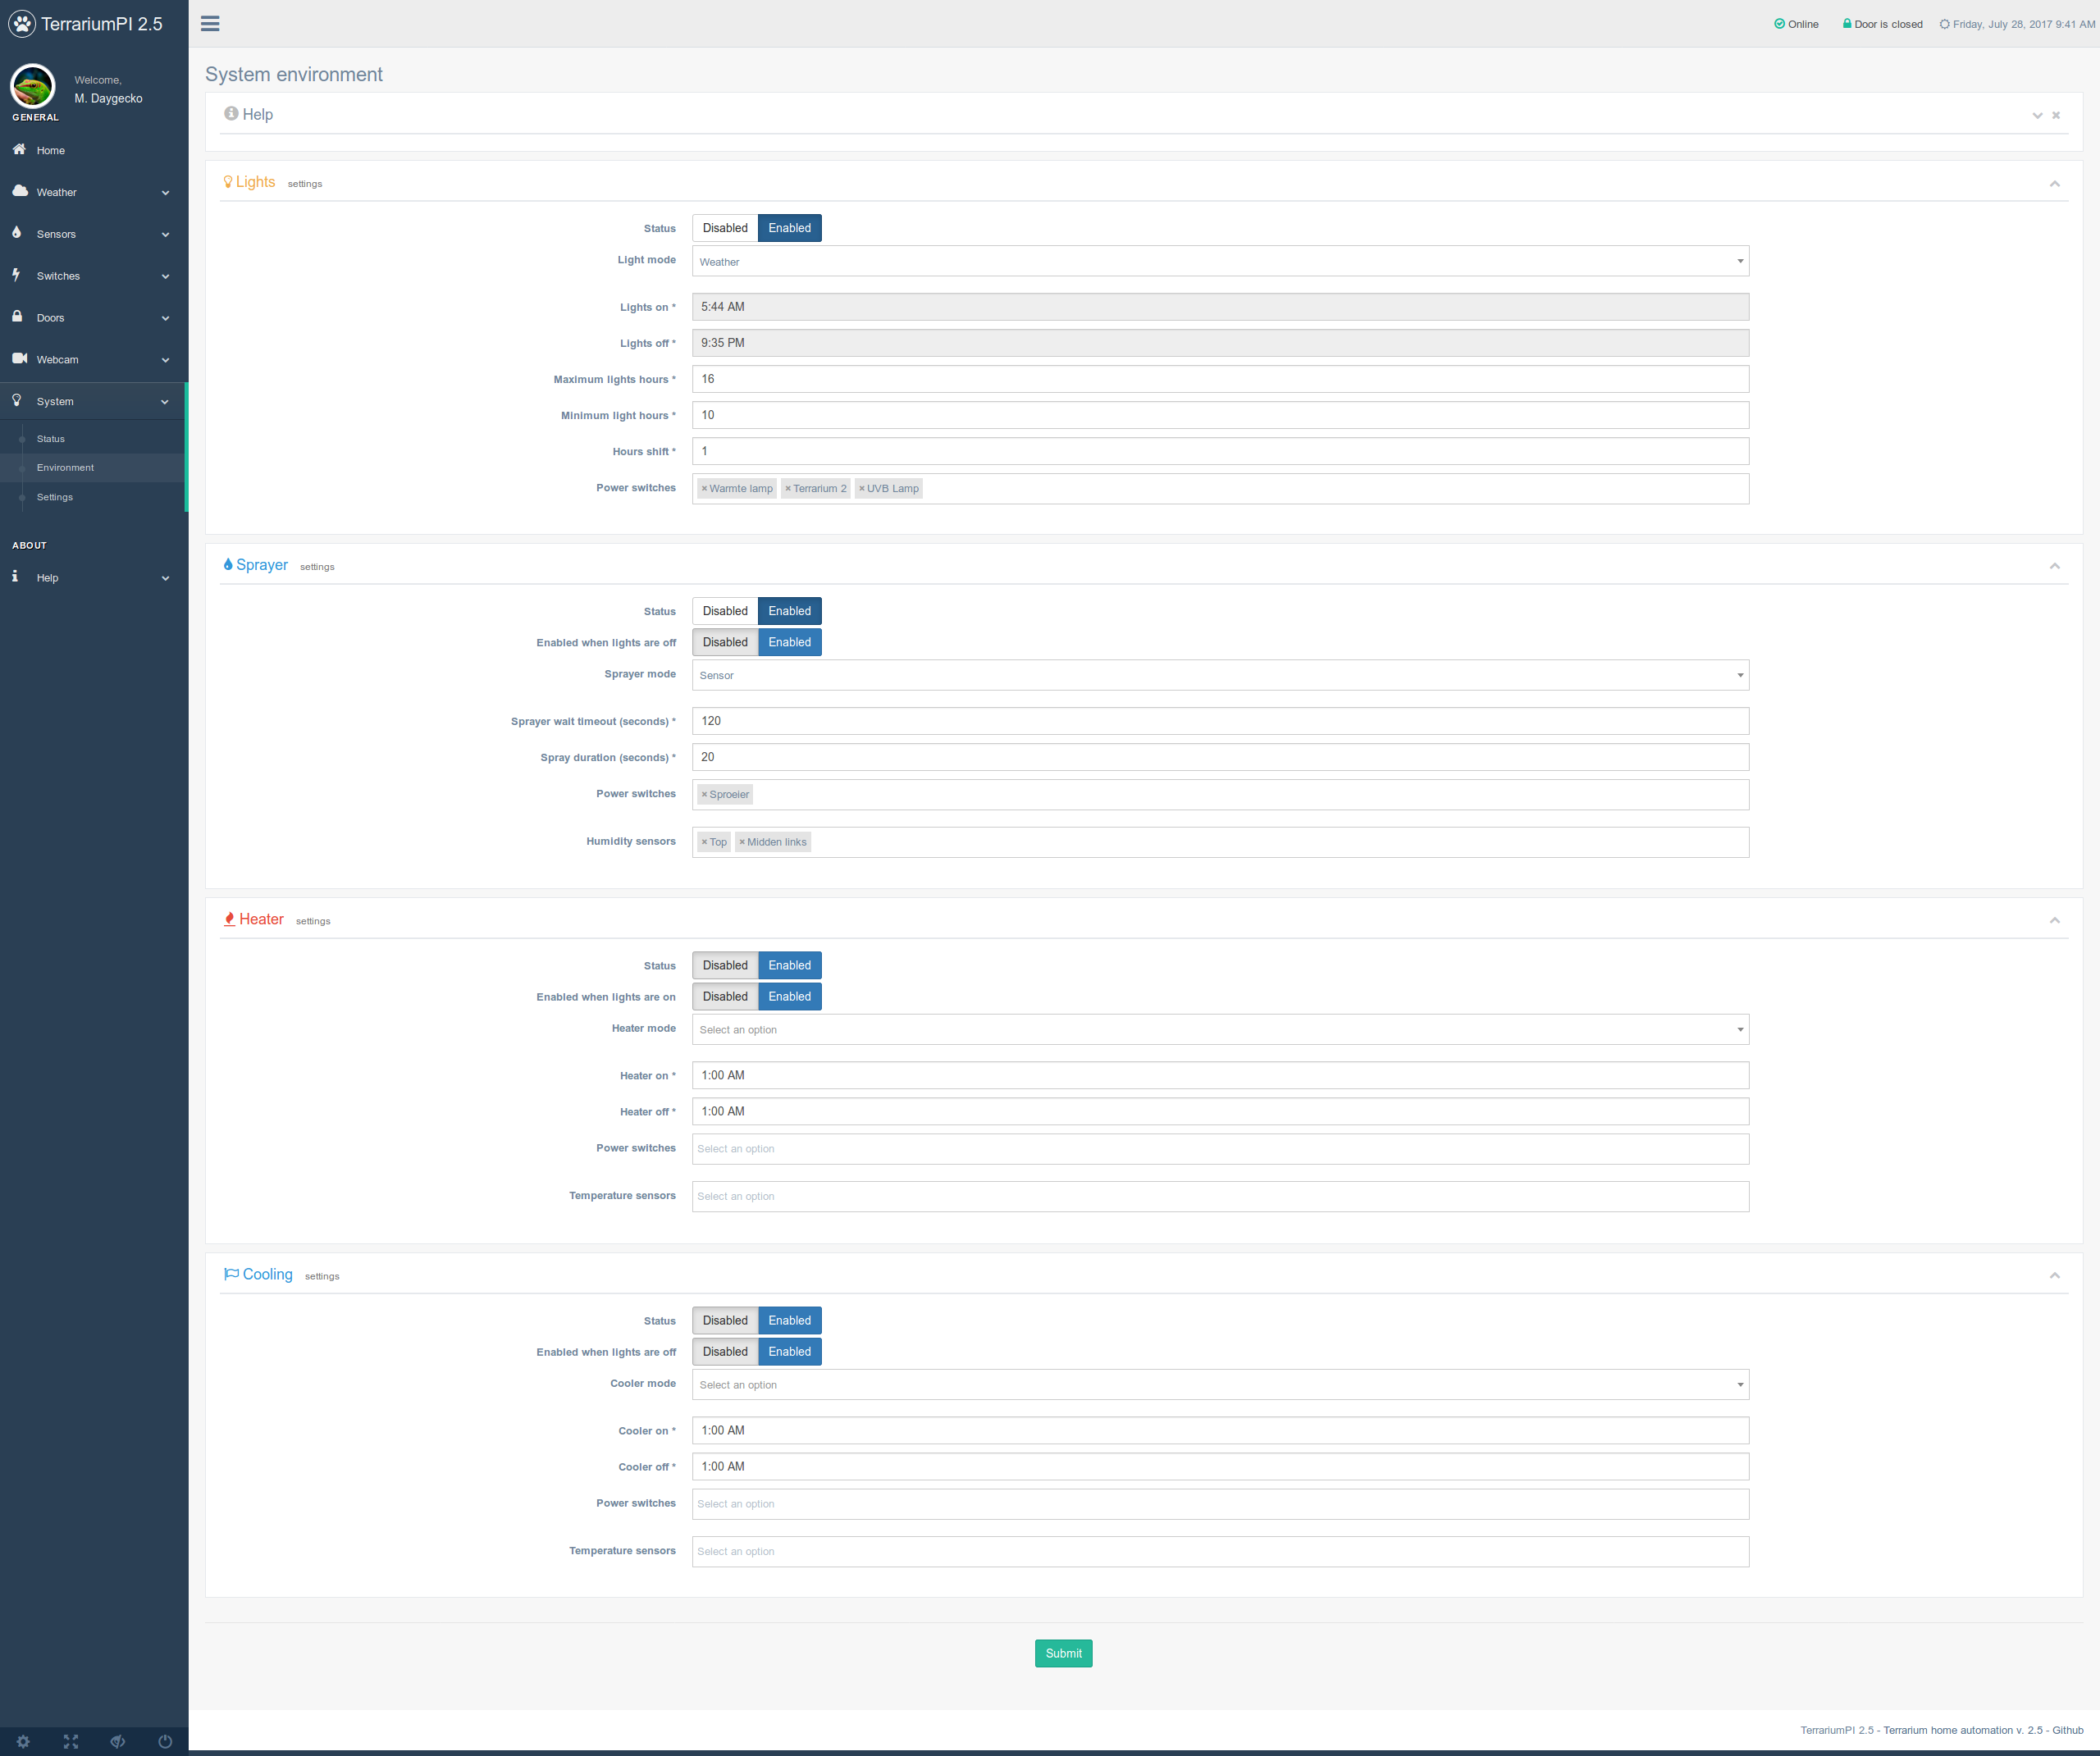 TerrariumPI 2.5
Online Door is closed Friday, July 28, 2017 9:41 AM
Welcome,
M. Daygecko
GENERAL
Home
Weather
Sensors
Switches
Doors
Webcam
System
Status
Environment
Settings
ABOUT
Help
System environment
Help
Lights settings
Status Disabled Enabled
Light mode Weather
Lights on * 5:44 AM
Lights off * 9:35 PM
Maximum lights hours * 16
Minimum light hours * 10
Hours shift * 1
Power switches ×Warmte lamp ×Terrarium 2 ×UVB Lamp
Sprayer settings
Status Disabled Enabled
Enabled when lights are off Disabled Enabled
Sprayer mode Sensor
Sprayer wait timeout (seconds) * 120
Spray duration (seconds) * 20
Power switches ×Sproeier
Humidity sensors ×Top ×Midden links
Heater settings
Status Disabled Enabled
Enabled when lights are on Disabled Enabled
Heater mode Select an option
Heater on * 1:00 AM
Heater off * 1:00 AM
Power switches Select an option
Temperature sensors Select an option
Cooling settings
Status Disabled Enabled
Enabled when lights are off Disabled Enabled
Cooler mode Select an option
Cooler on * 1:00 AM
Cooler off * 1:00 AM
Power switches Select an option
Temperature sensors Select an option
Submit
TerrariumPI 2.5 - Terrarium home automation v. 2.5 - Github